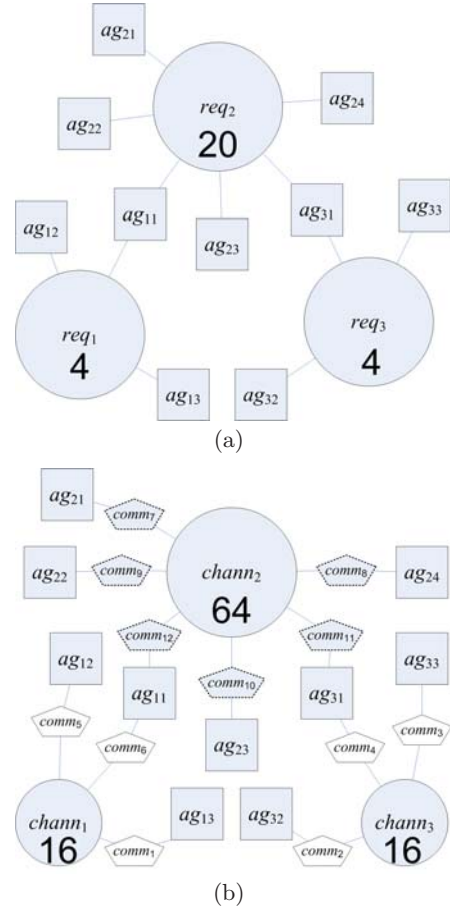 ag₂₁
req₂
20
ag₂₄
ag₂₂
ag₁₂
ag₁₁
ag₂₃
ag₃₁
ag₃₃
req₁
4
req₃
4
ag₁₃
ag₃₂
(a)
ag₂₁
comm₇
ag₂₂
comm₉
chann₂
64
comm₈
ag₂₄
comm₁₂
comm₁₁
ag₁₂
ag₁₁
comm₁₀
ag₃₁
ag₃₃
comm₅
comm₆
ag₂₃
comm₄
comm₃
chann₁
16
ag₁₃
comm₁
ag₃₂
comm₂
chann₃
16
(b)